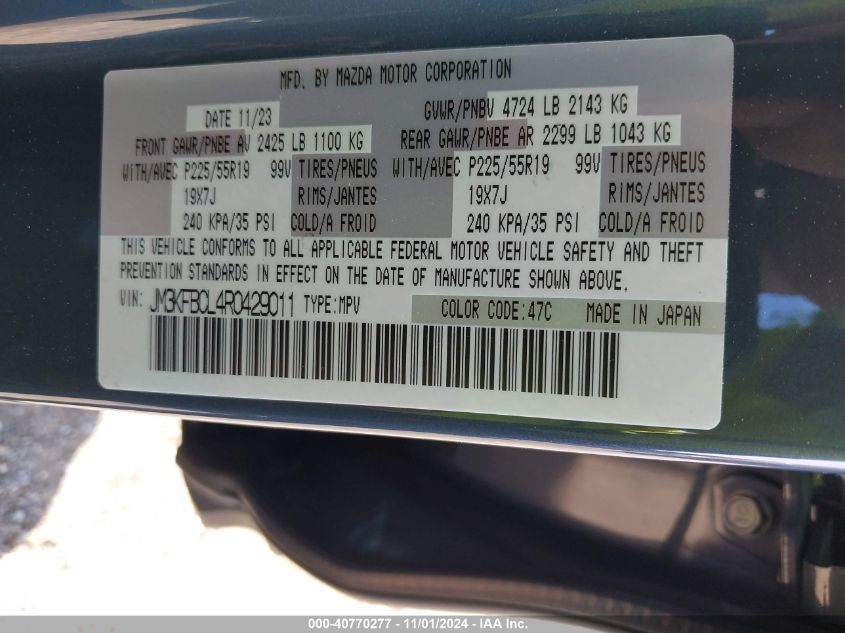 MFD. BY MAZDA MOTOR CORPORATION
DATE 11/23 GVWR/PNBV 4724 LB 2143 KG
FRONT GAWR/PNBE AV 2425 LB 1100 KG REAR GAWR/PNBE AR 2299 LB 1043 KG
WITH/AVEC P225/55R19 99V TIRES/PNEUS WITH/AVEC P225/55R19 99V TIRES/PNEUS
19X7J RIMS/JANTES 19X7J RIMS/JANTES
240 KPA/35 PSI COLD/A FROID 240 KPA/35 PSI COLD/A FROID
THIS VEHICLE CONFORMS TO ALL APPLICABLE FEDERAL MOTOR VEHICLE SAFETY AND THEFT
PREVENTION STANDARDS IN EFFECT ON THE DATE OF MANUFACTURE SHOWN ABOVE.
VIN: JM3KFBCL4R0429011 TYPE:MPV COLOR CODE:47C MADE IN JAPAN
000-40770277 - 11/01/2024 - IAA Inc.